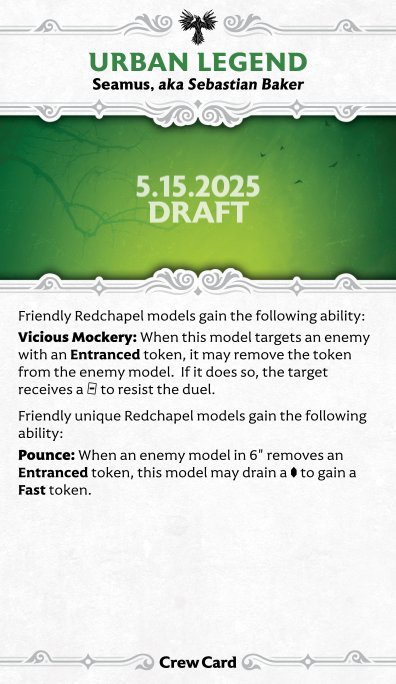 URBAN LEGEND
Seamus, aka Sebastian Baker
5.15.2025
DRAFT
Friendly Redchapel models gain the following ability:
Vicious Mockery: When this model targets an enemy
with an Entranced token, it may remove the token
from the enemy model. If it does so, the target
receives a to resist the duel.
Friendly unique Redchapel models gain the following
ability:
Pounce: When an enemy model in 6" removes an
Entranced token, this model may drain a to gain a
Fast token.
Crew Card